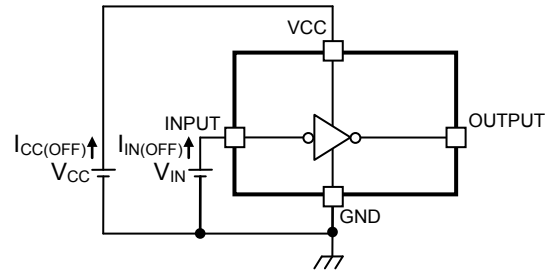 VCC
INPUT
OUTPUT
ICC(OFF)
IIN(OFF)
VCC
VIN
GND